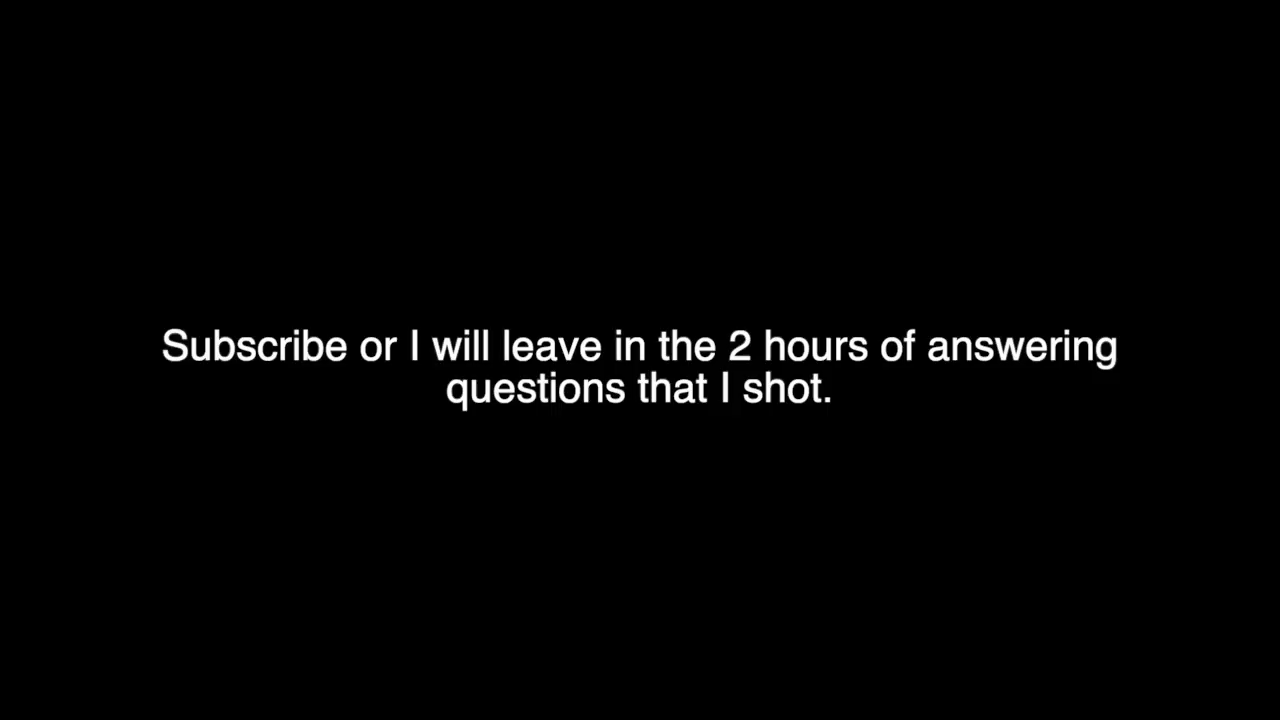 Subscribe or I will leave in the 2 hours of answering
questions that I shot.